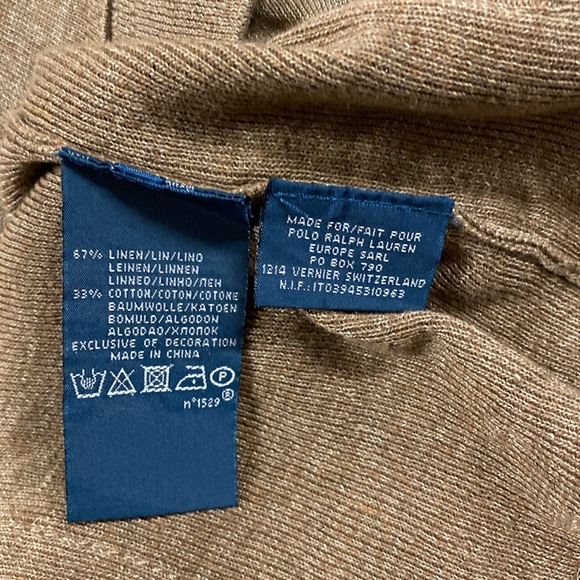 67% LINEN/LIN/LINO
LEINEN/LINNEN
LINNED/LINHO/ЛЕН
33% COTTON/COTON/COTONE
BAUMWOLLE/KATOEN
BOMULD/ALGODON
ALGODAO/ХЛОПОК
EXCLUSIVE OF DECORATION
MADE IN CHINA
P
n°1529 ®
MADE FOR/FAIT POUR
POLO RALPH LAUREN
EUROPE SARL
PO BOX 790
1214 VERNIER SWITZERLAND
N.I.F.:IT03945310963